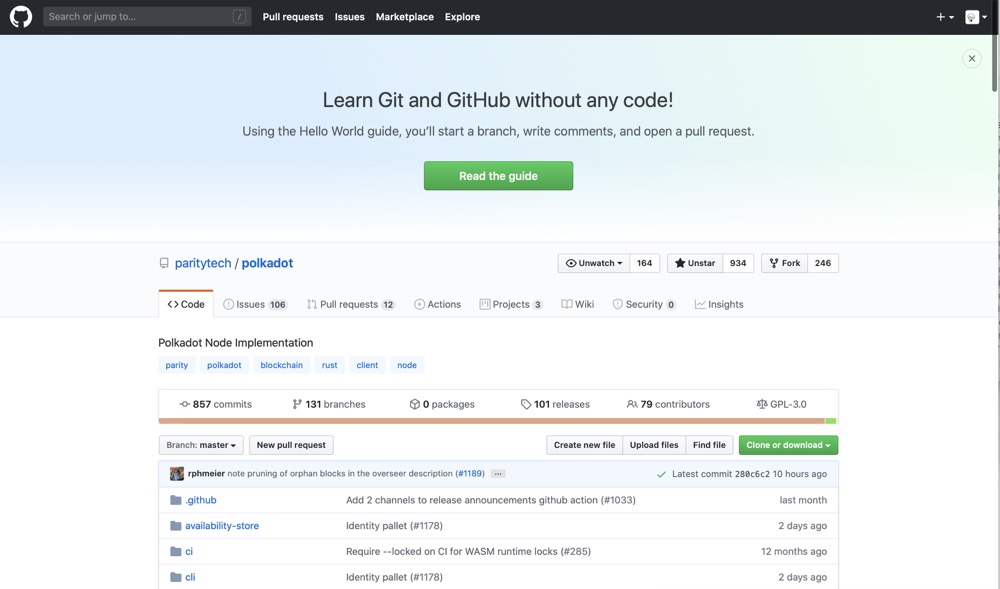 Search or jump to... / Pull requests Issues Marketplace Explore
Learn Git and GitHub without any code!
Using the Hello World guide, you’ll start a branch, write comments, and open a pull request.
Read the guide
paritytech / polkadot Unwatch 164 Unstar 934 Fork 246
Code Issues 106 Pull requests 12 Actions Projects 3 Wiki Security 0 Insights
Polkadot Node Implementation
parity polkadot blockchain rust client node
857 commits 131 branches 0 packages 101 releases 79 contributors GPL-3.0
Branch: master New pull request Create new file Upload files Find file Clone or download
rphmeier note pruning of orphan blocks in the overseer description (#1189) ... Latest commit 280c6c2 10 hours ago
.github Add 2 channels to release announcements github action (#1033) last month
availability-store Identity pallet (#1178) 2 days ago
ci Require --locked on CI for WASM runtime locks (#285) 12 months ago
cli Identity pallet (#1178) 2 days ago